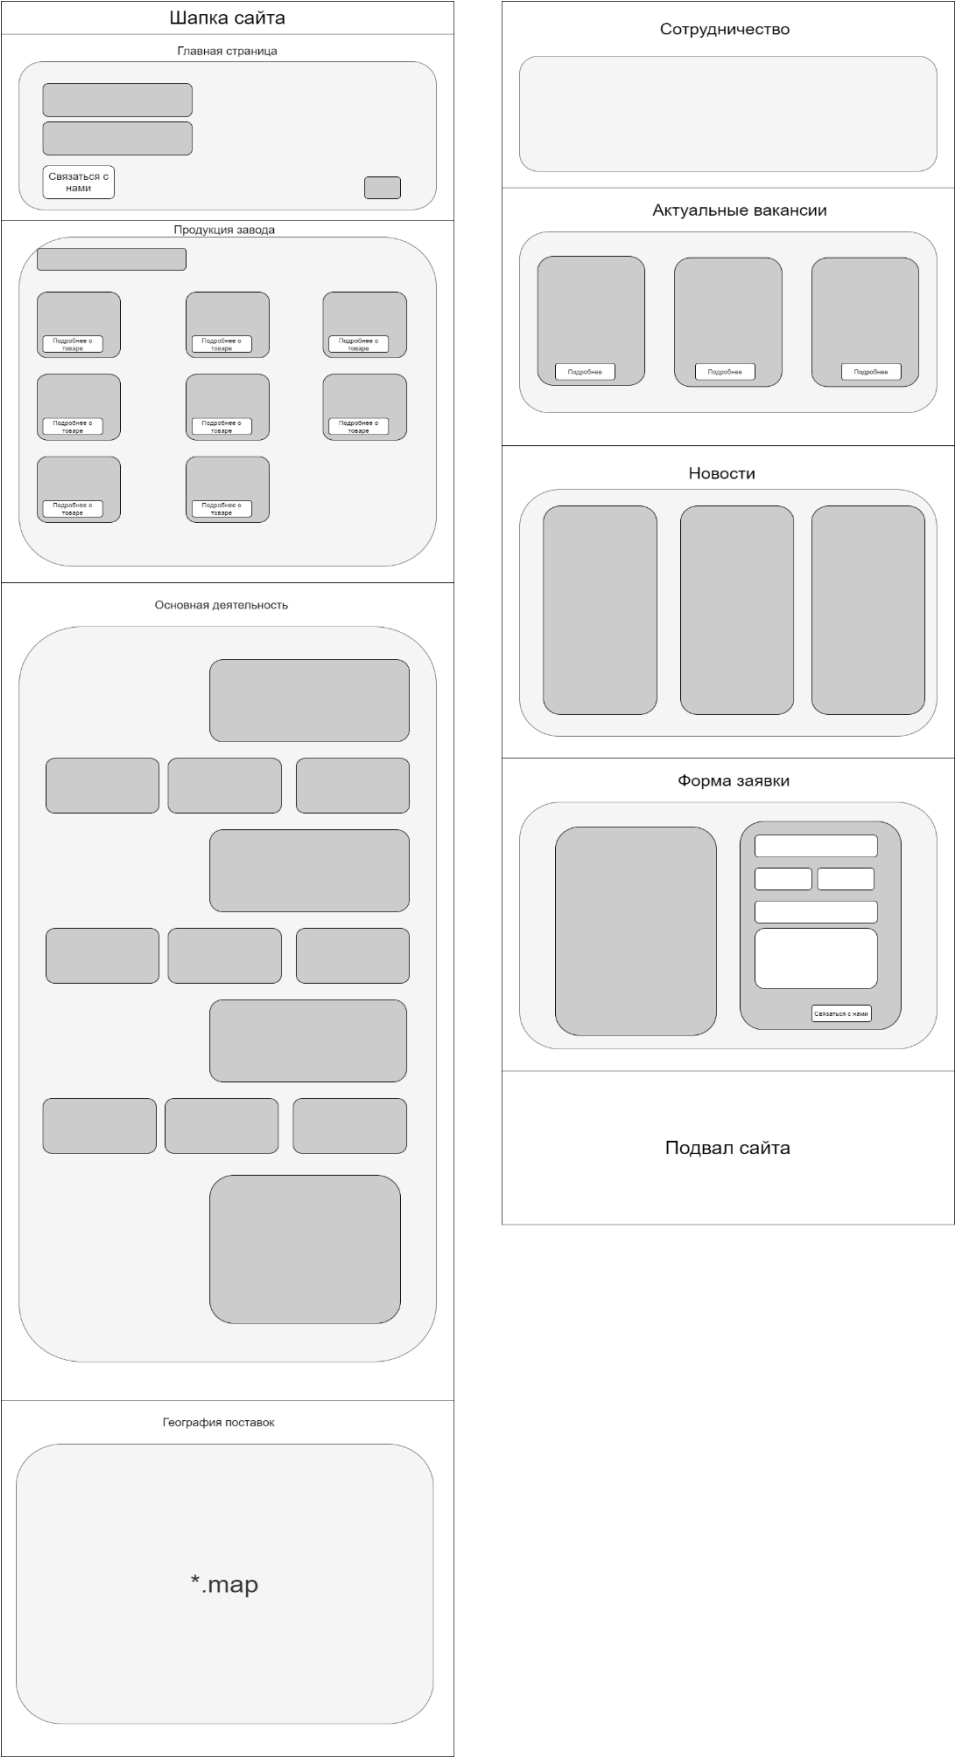 Шапка сайта
Главная страница
Связаться с
нами
Продукция завода
Подробнее о
товаре
Подробнее о
товаре
Подробнее о
товаре
Подробнее о
товаре
Подробнее о
товаре
Подробнее о
товаре
Подробнее о
товаре
Подробнее о
товаре
Основная деятельность
География поставок
*.map
Сотрудничество
Актуальные вакансии
Подробнее
Подробнее
Подробнее
Новости
Форма заявки
Связаться с нами
Подвал сайта